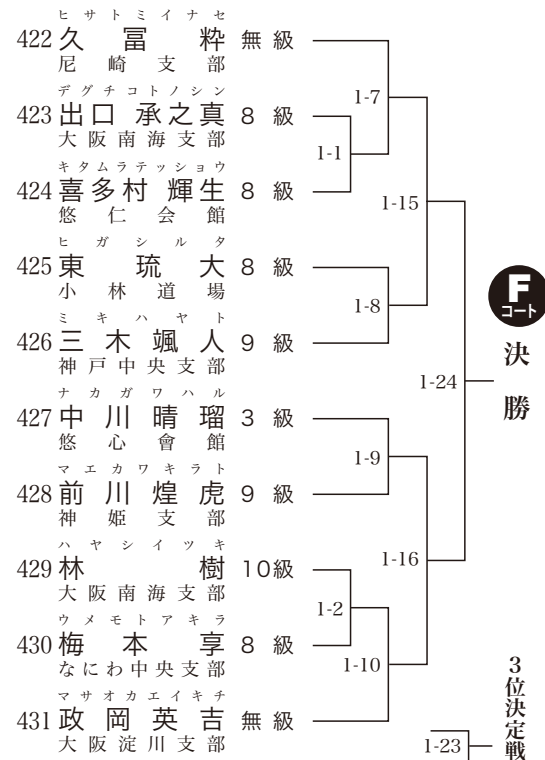 ヒサトミイナセ
422 久冨 粋 無級
尼崎支部
デグチコトノシン
423 出口 承之真 8級
大阪南海支部
キタムラテッショウ
424 喜多村 輝生 8級
悠仁会館
ヒガシルタ
425 東 琉大 8級
小林道場
ミキハヤト
426 三木颯人 9級
神戸中央支部
ナカガワハル
427 中川晴瑠 3級
悠心會館
マエカワキラト
428 前川煌虎 9級
神姫支部
ハヤシイツキ
429 林 樹 10級
大阪南海支部
ウメモトアキラ
430 梅本 享 8級
なにわ中央支部
マサオカエイキチ
431 政岡英吉 無級
大阪淀川支部
1-7
1-1
1-15
1-8
1-24
1-9
1-16
1-2
1-10
1-23
F
コート
決勝
3位決定戦